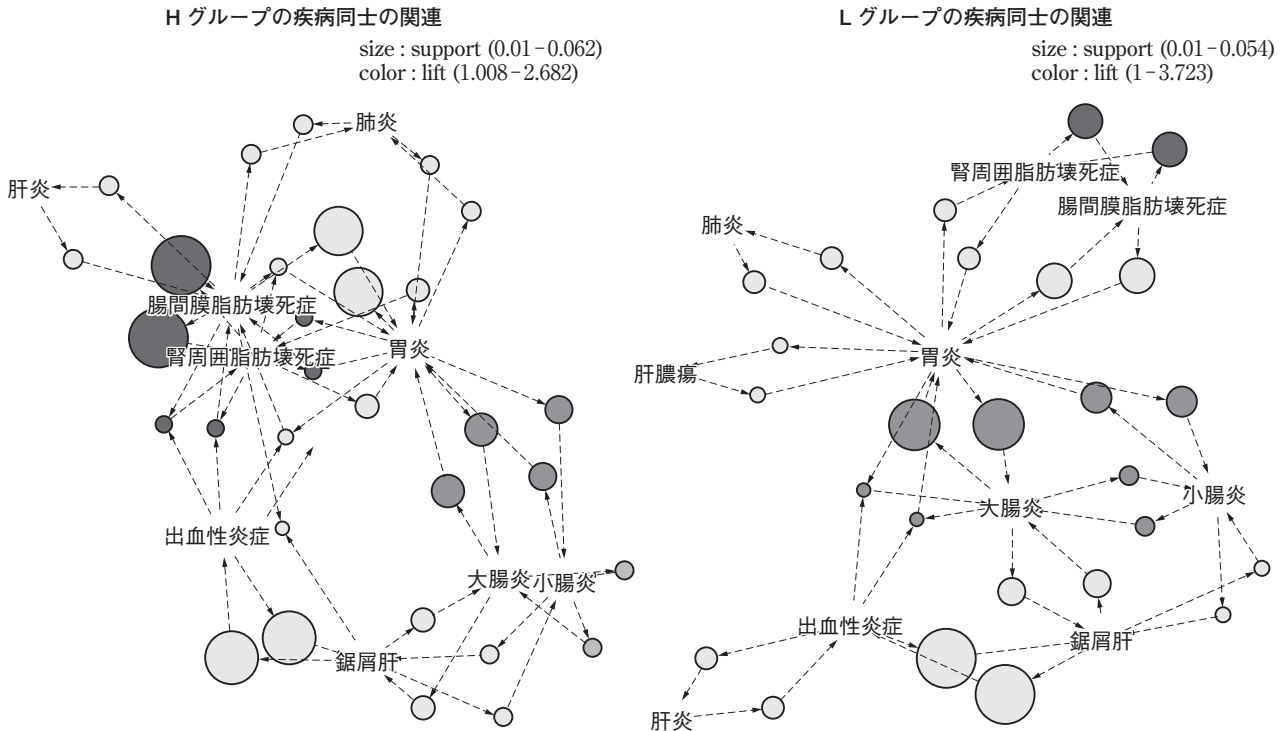 H グループの疾病同士の関連
size : support (0.01−0.062)
color : lift (1.008−2.682)
肺炎
肝炎
腸間膜脂肪壊死症
腎周囲脂肪壊死症
胃炎
出血性炎症
大腸炎
小腸炎
鋸屑肝
L グループの疾病同士の関連
size : support (0.01−0.054)
color : lift (1−3.723)
腎周囲脂肪壊死症
腸間膜脂肪壊死症
肺炎
胃炎
肝膿瘍
小腸炎
大腸炎
出血性炎症
鋸屑肝
肝炎